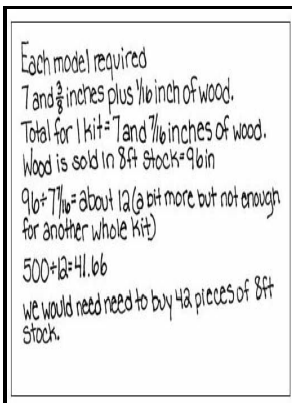 Each model required
7 and 3/8 inches plus 1/16 inch of wood.
Total for 1 kit = 7 and 7/16 inches of wood.
Wood is sold in 8ft stock=96in
96÷7 7/16= about 12 (a bit more but not enough
for another whole kit)
500÷12=41.66
we would need need to buy 42 pieces of 8ft
stock.